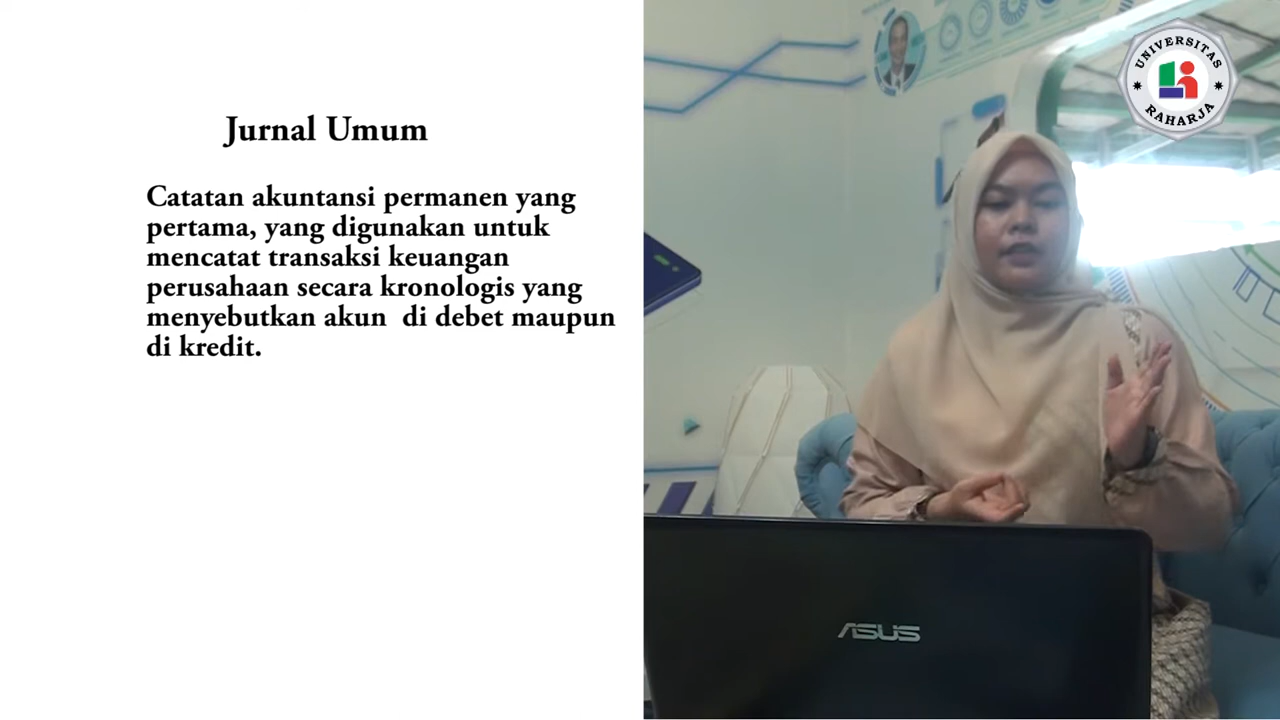 Jurnal Umum
Catatan akuntansi permanen yang
pertama, yang digunakan untuk
mencatat transaksi keuangan
perusahaan secara kronologis yang
menyebutkan akun  di debet maupun
di kredit.
UNIVERSITAS
RAHARJA
ASUS